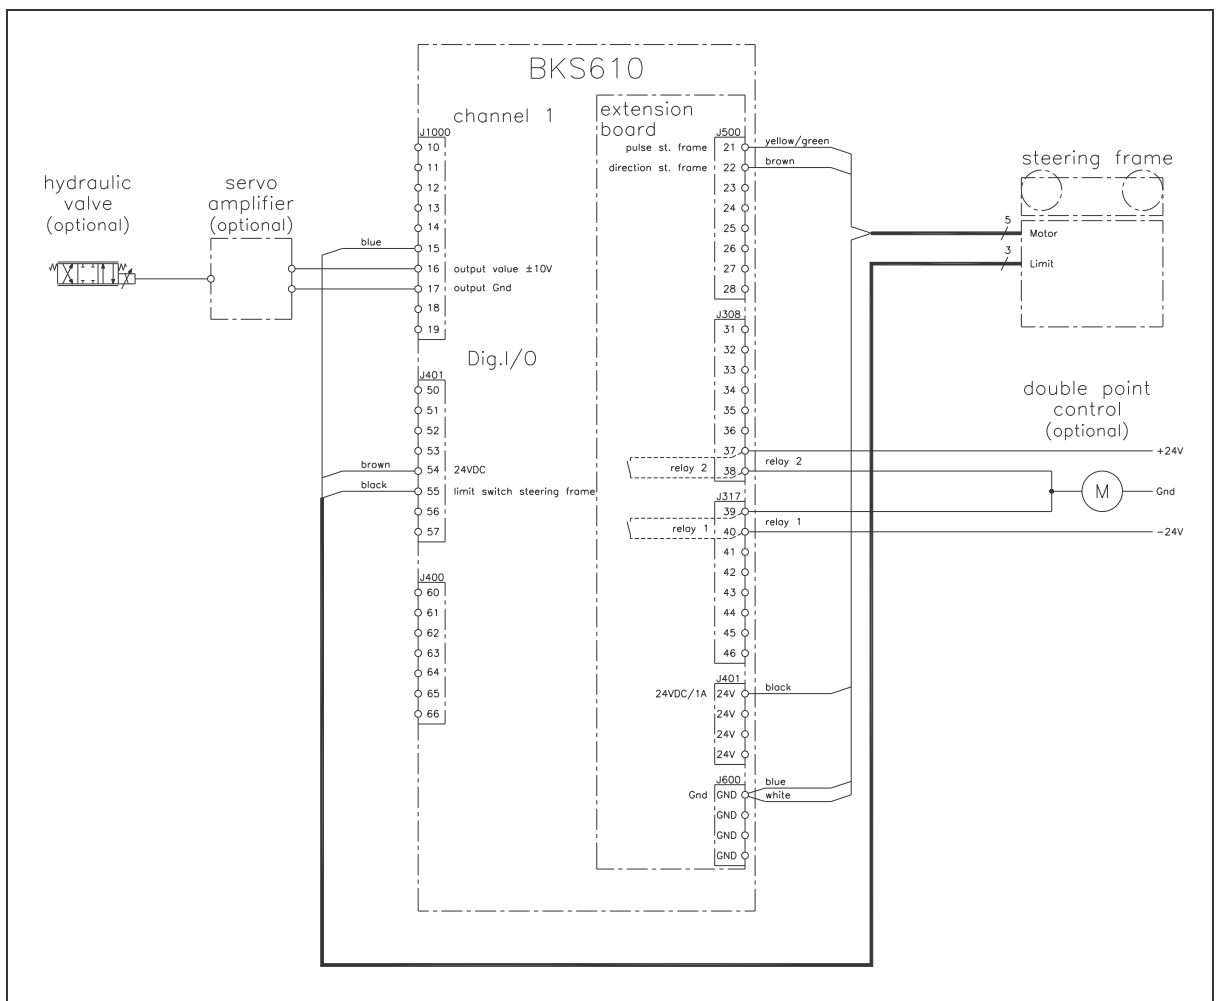 BKS610
channel 1
extension
board
J1000
10
11
12
13
14
15
16
17
18
19
blue
output value ±10V
output Gnd
hydraulic
valve
(optional)
servo
amplifier
(optional)
Dig.I/O
J401
50
51
52
53
54
55
56
57
brown
black
24VDC
limit switch steering frame
J400
60
61
62
63
64
65
66
J500
pulse st. frame
21
yellow/green
direction st. frame
22
brown
23
24
25
26
27
28
J308
31
32
33
34
35
36
37
relay 2
38
relay 2
J317
39
relay 1
40
relay 1
41
42
43
44
45
46
J401
24VDC/1A
24V
black
24V
24V
24V
J600
Gnd
GND
blue
white
GND
GND
GND
steering frame
5
Motor
3
Limit
double point
control
(optional)
+24V
M
Gnd
-24V